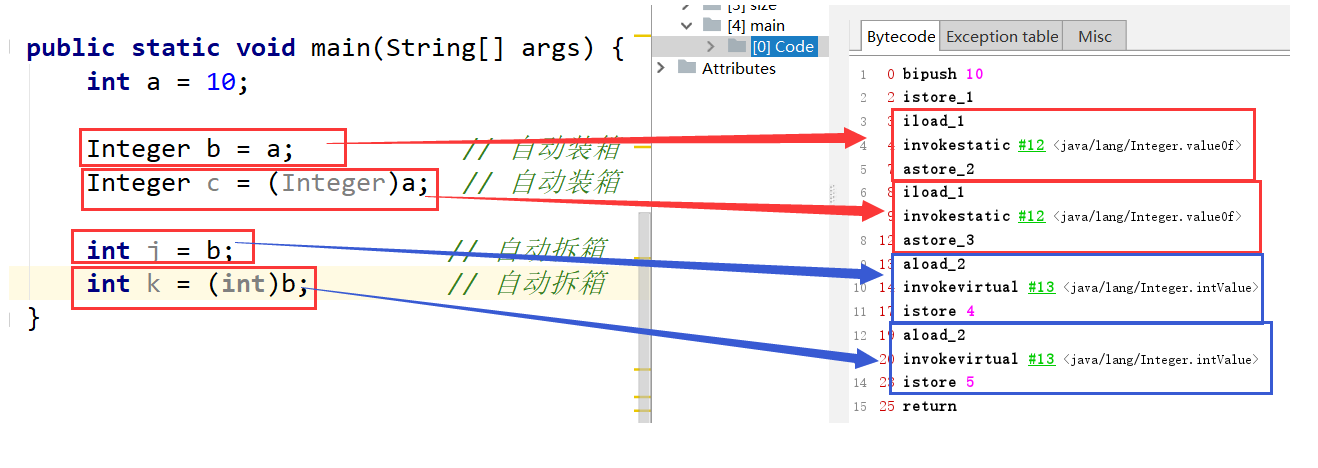 public static void main(String[] args) {
int a = 10;
Integer b = a; // 自动装箱
Integer c = (Integer)a; // 自动装箱
int j = b; // 自动拆箱
int k = (int)b; // 自动拆箱
}
[3] size
[4] main
[0] Code
Attributes
Bytecode Exception table Misc
1 0 bipush 10
2 2 istore_1
3 3 iload_1
4 4 invokestatic #12 <java/lang/Integer.valueOf>
5 7 astore_2
6 8 iload_1
7 9 invokestatic #12 <java/lang/Integer.valueOf>
8 12 astore_3
9 13 aload_2
10 14 invokevirtual #13 <java/lang/Integer.intValue>
11 17 istore 4
12 19 aload_2
20 invokevirtual #13 <java/lang/Integer.intValue>
14 23 istore 5
15 25 return